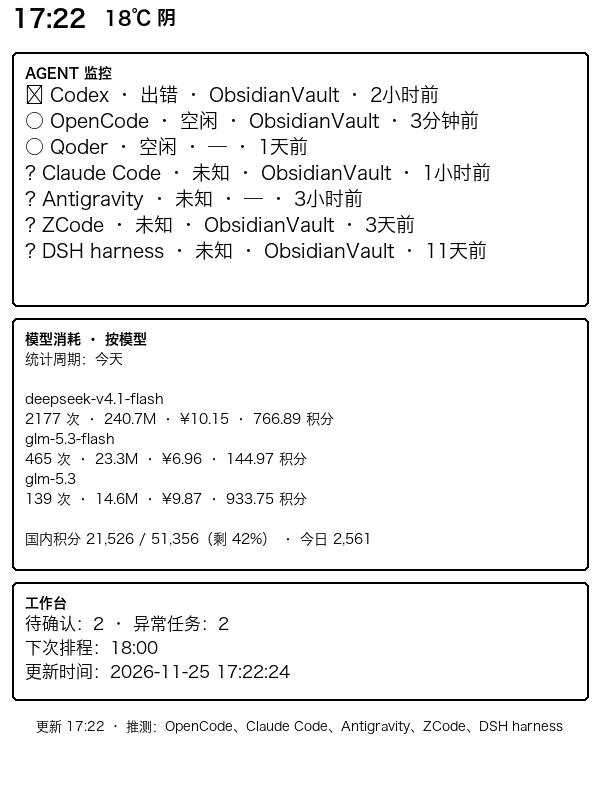 17:22 18℃ 阴
AGENT 监控
☒ Codex · 出错 · ObsidianVault · 2小时前
○ OpenCode · 空闲 · ObsidianVault · 3分钟前
○ Qoder · 空闲 · — · 1天前
? Claude Code · 未知 · ObsidianVault · 1小时前
? Antigravity · 未知 · — · 3小时前
? ZCode · 未知 · ObsidianVault · 3天前
? DSH harness · 未知 · ObsidianVault · 11天前
模型消耗 · 按模型
统计周期：今天
deepseek-v4.1-flash
2177 次 · 240.7M · ¥10.15 · 766.89 积分
glm-5.3-flash
465 次 · 23.3M · ¥6.96 · 144.97 积分
glm-5.3
139 次 · 14.6M · ¥9.87 · 933.75 积分
国内积分 21,526 / 51,356（剩 42%） · 今日 2,561
工作台
待确认：2 · 异常任务：2
下次排程：18:00
更新时间：2026-11-25 17:22:24
更新 17:22 · 推测：OpenCode、Claude Code、Antigravity、ZCode、DSH harness